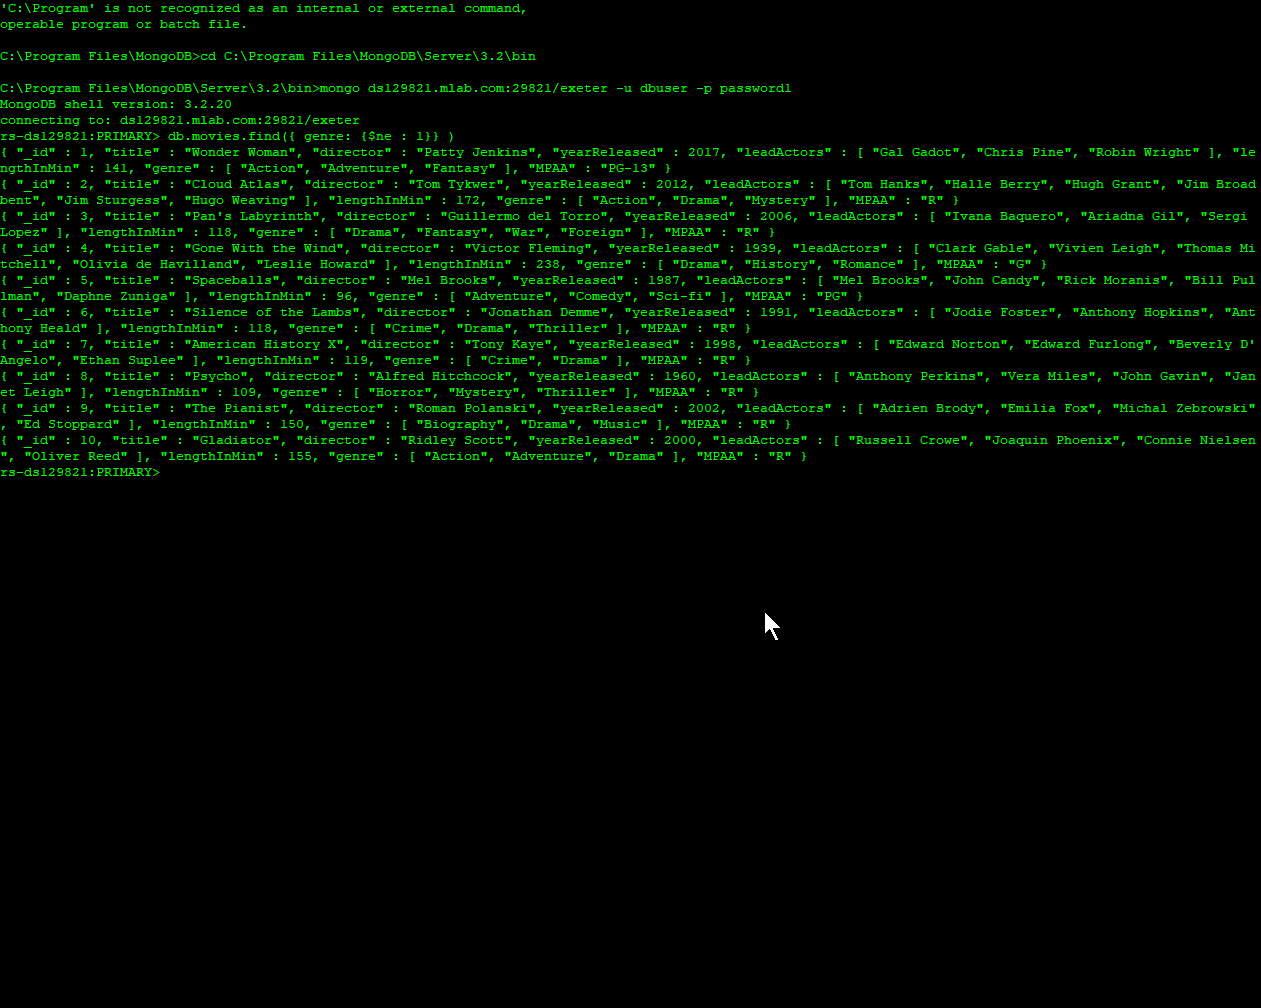 'C:\Program' is not recognized as an internal or external command,
operable program or batch file.
C:\Program Files\MongoDB>cd C:\Program Files\MongoDB\Server\3.2\bin
C:\Program Files\MongoDB\Server\3.2\bin>mongo ds129821.mlab.com:29821/exeter -u dbuser -p password1
MongoDB shell version: 3.2.20
connecting to: ds129821.mlab.com:29821/exeter
rs-ds129821:PRIMARY> db.movies.find({ genre: {$ne : 1}} )
{ "_id" : 1, "title" : "Wonder Woman", "director" : "Patty Jenkins", "yearReleased" : 2017, "leadActors" : [ "Gal Gadot", "Chris Pine", "Robin Wright" ], "le
ngthInMin" : 141, "genre" : [ "Action", "Adventure", "Fantasy" ], "MPAA" : "PG-13" }
{ "_id" : 2, "title" : "Cloud Atlas", "director" : "Tom Tykwer", "yearReleased" : 2012, "leadActors" : [ "Tom Hanks", "Halle Berry", "Hugh Grant", "Jim Broad
bent", "Jim Sturgess", "Hugo Weaving" ], "lengthInMin" : 172, "genre" : [ "Action", "Drama", "Mystery" ], "MPAA" : "R" }
{ "_id" : 3, "title" : "Pan's Labyrinth", "director" : "Guillermo del Torro", "yearReleased" : 2006, "leadActors" : [ "Ivana Baquero", "Ariadna Gil", "Sergi
Lopez" ], "lengthInMin" : 118, "genre" : [ "Drama", "Fantasy", "War", "Foreign" ], "MPAA" : "R" }
{ "_id" : 4, "title" : "Gone With the Wind", "director" : "Victor Fleming", "yearReleased" : 1939, "leadActors" : [ "Clark Gable", "Vivien Leigh", "Thomas Mi
tchell", "Olivia de Havilland", "Leslie Howard" ], "lengthInMin" : 238, "genre" : [ "Drama", "History", "Romance" ], "MPAA" : "G" }
{ "_id" : 5, "title" : "Spaceballs", "director" : "Mel Brooks", "yearReleased" : 1987, "leadActors" : [ "Mel Brooks", "John Candy", "Rick Moranis", "Bill Pul
lman", "Daphne Zuniga" ], "lengthInMin" : 96, "genre" : [ "Adventure", "Comedy", "Sci-fi" ], "MPAA" : "PG" }
{ "_id" : 6, "title" : "Silence of the Lambs", "director" : "Jonathan Demme", "yearReleased" : 1991, "leadActors" : [ "Jodie Foster", "Anthony Hopkins", "Ant
hony Heald" ], "lengthInMin" : 118, "genre" : [ "Crime", "Drama", "Thriller" ], "MPAA" : "R" }
{ "_id" : 7, "title" : "American History X", "director" : "Tony Kaye", "yearReleased" : 1998, "leadActors" : [ "Edward Norton", "Edward Furlong", "Beverly D'
Angelo", "Ethan Suplee" ], "lengthInMin" : 119, "genre" : [ "Crime", "Drama" ], "MPAA" : "R" }
{ "_id" : 8, "title" : "Psycho", "director" : "Alfred Hitchcock", "yearReleased" : 1960, "leadActors" : [ "Anthony Perkins", "Vera Miles", "John Gavin", "Jan
et Leigh" ], "lengthInMin" : 109, "genre" : [ "Horror", "Mystery", "Thriller" ], "MPAA" : "R" }
{ "_id" : 9, "title" : "The Pianist", "director" : "Roman Polanski", "yearReleased" : 2002, "leadActors" : [ "Adrien Brody", "Emilia Fox", "Michal Zebrowski"
, "Ed Stoppard" ], "lengthInMin" : 150, "genre" : [ "Biography", "Drama", "Music" ], "MPAA" : "R" }
{ "_id" : 10, "title" : "Gladiator", "director" : "Ridley Scott", "yearReleased" : 2000, "leadActors" : [ "Russell Crowe", "Joaquin Phoenix", "Connie Nielsen
", "Oliver Reed" ], "lengthInMin" : 155, "genre" : [ "Action", "Adventure", "Drama" ], "MPAA" : "R" }
rs-ds129821:PRIMARY>